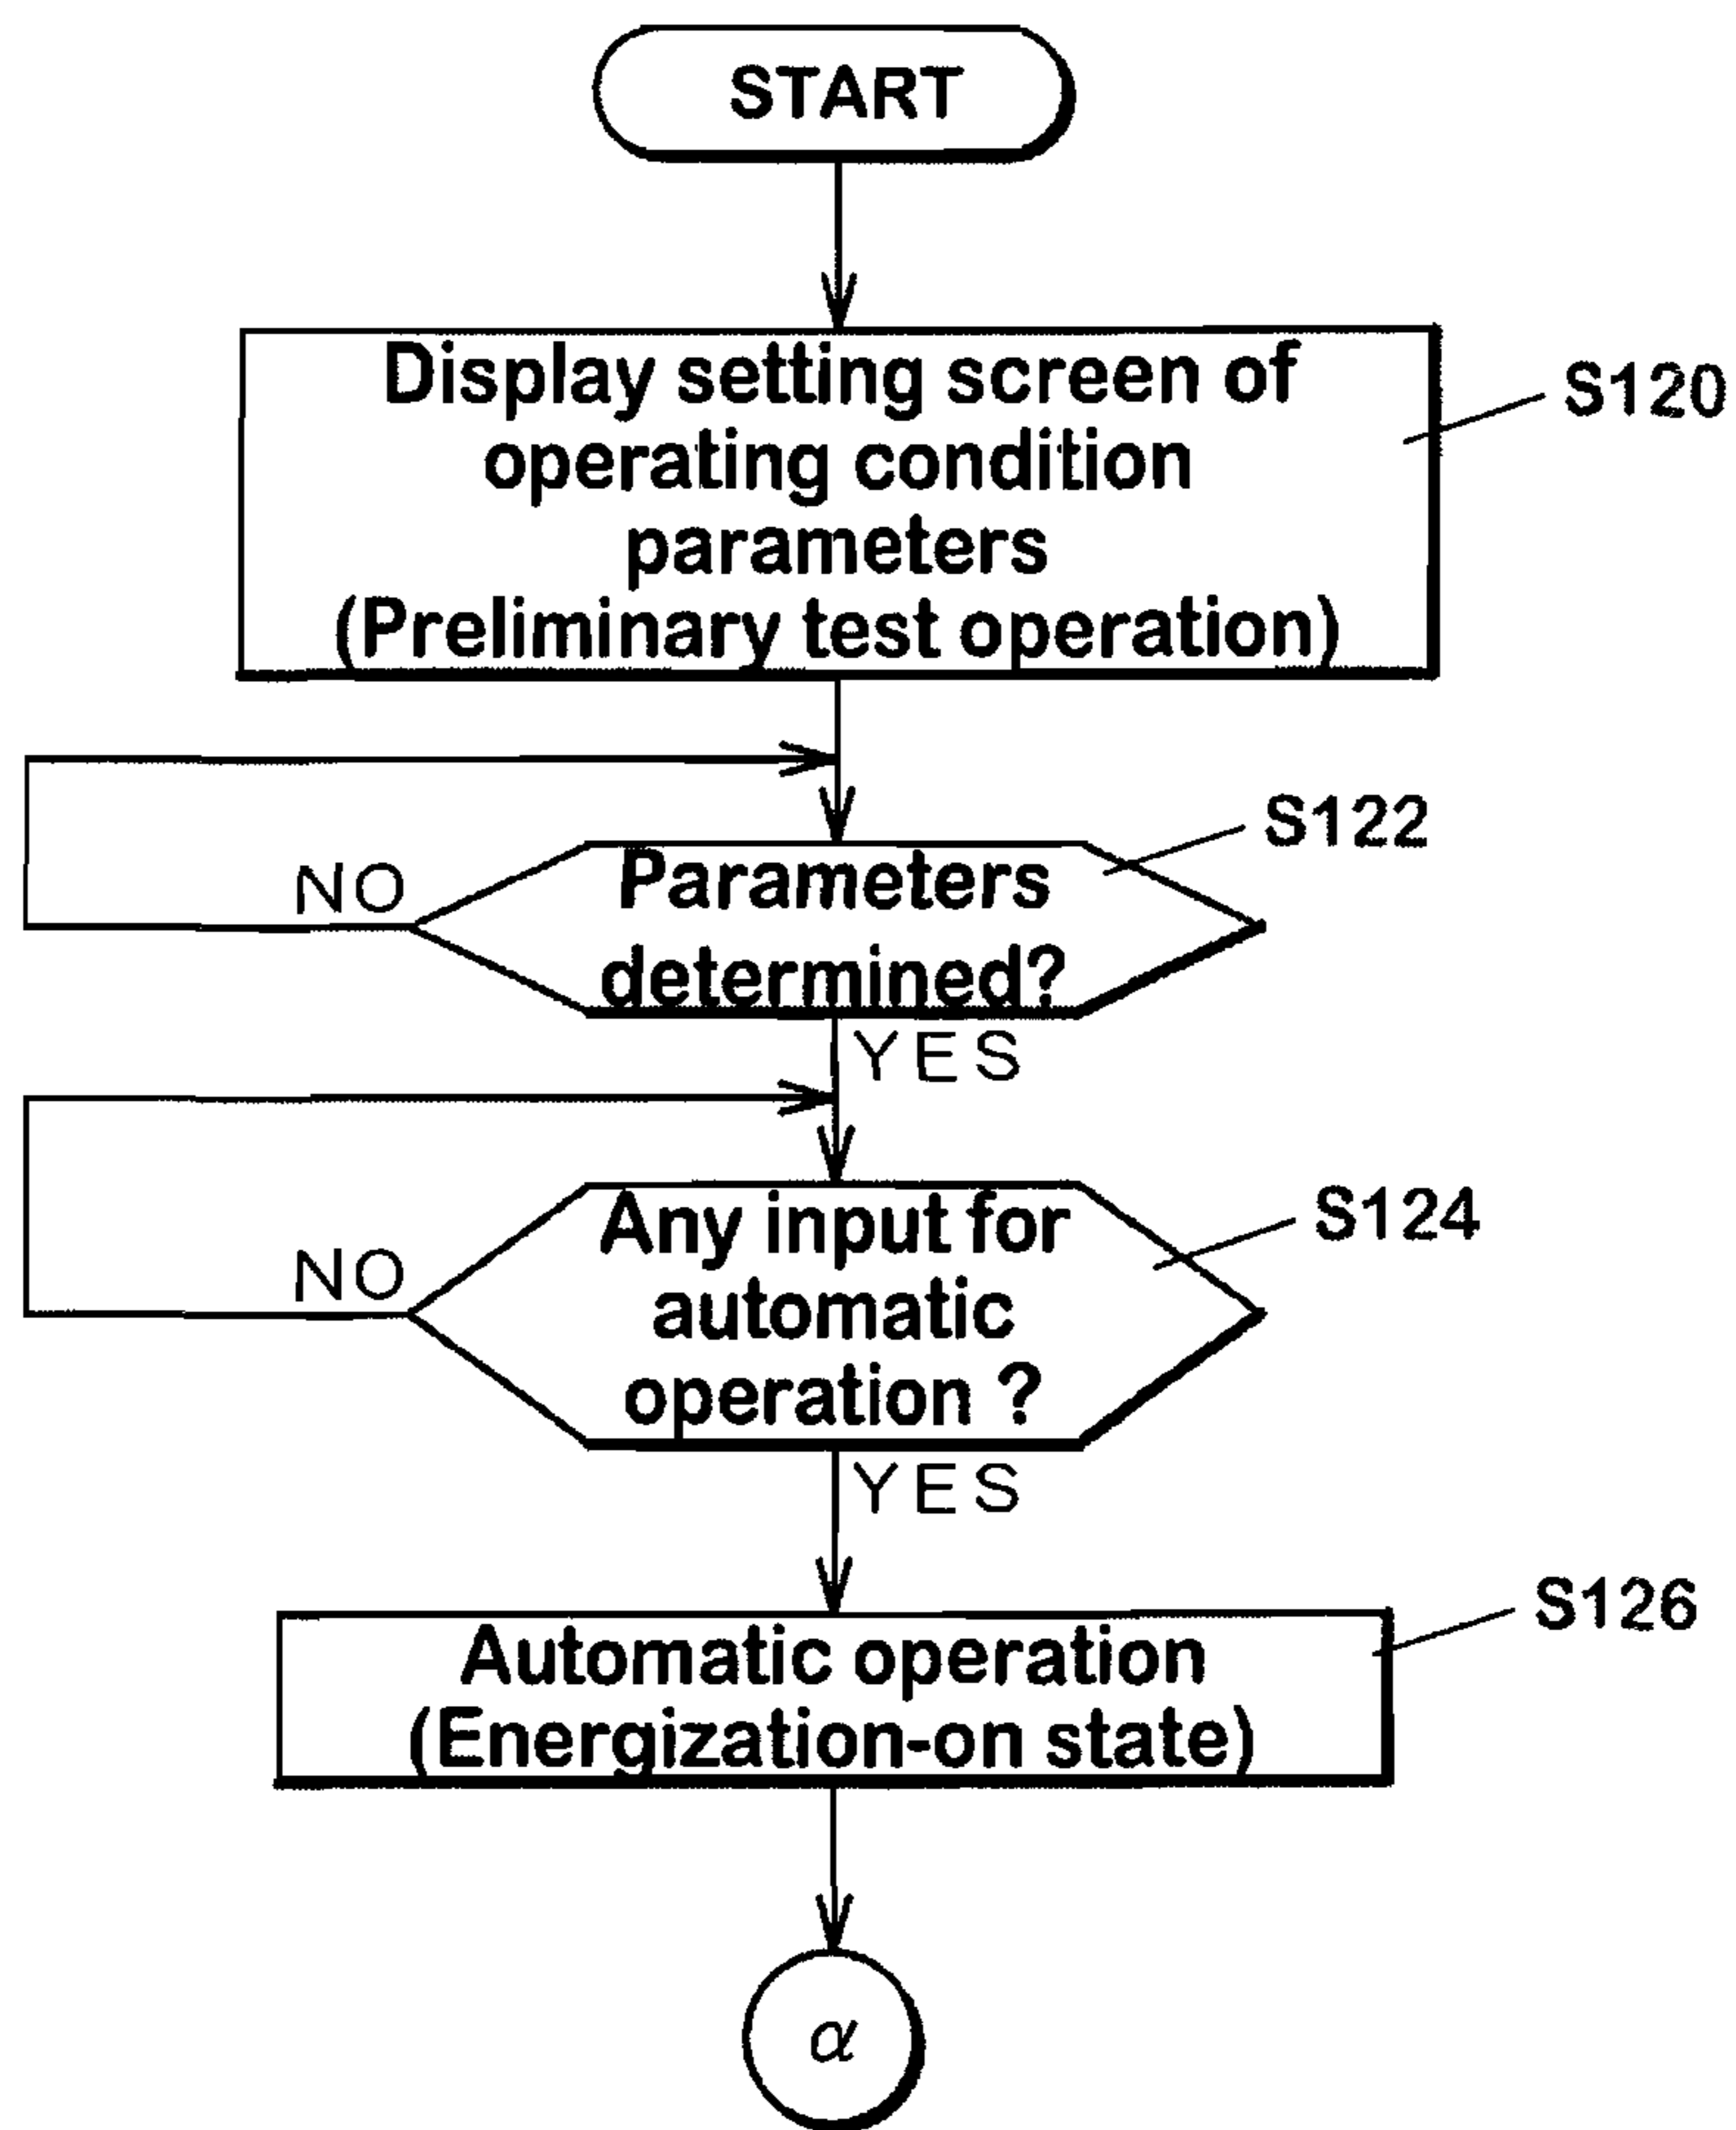 START
Display setting screen of
operating condition
parameters
(Preliminary test operation)
S120
Parameters
determined?
S122
NO
YES
Any input for
automatic
operation ?
S124
NO
YES
Automatic operation
(Energization-on state)
S126
α